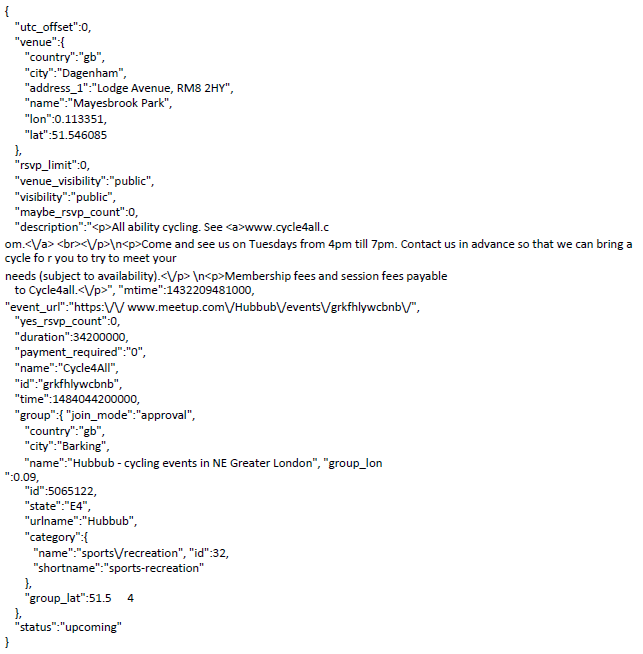 {
"utc_offset":0,
"venue":{
"country":"gb",
"city":"Dagenham",
"address_1":"Lodge Avenue, RM8 2HY",
"name":"Mayesbrook Park",
"lon":0.113351,
"lat":51.546085
},
"rsvp_limit":0,
"venue_visibility":"public",
"visibility":"public",
"maybe_rsvp_count":0,
"description":"<p>All ability cycling. See <a>www.cycle4all.c
om.<\/a> <br><\/p>\n<p>Come and see us on Tuesdays from 4pm till 7pm. Contact us in advance so that we can bring a
cycle fo r you to try to meet your
needs (subject to availability).<\/p> \n<p>Membership fees and session fees payable
to Cycle4all.<\/p>", "mtime":1432209481000,
"event_url":"https:\/\/ www.meetup.com\/Hubbub\/events\/grkfhlywcbnb\/",
"yes_rsvp_count":0,
"duration":34200000,
"payment_required":"0",
"name":"Cycle4All",
"id":"grkfhlywcbnb",
"time":1484044200000,
"group":{ "join_mode":"approval",
"country":"gb",
"city":"Barking",
"name":"Hubbub - cycling events in NE Greater London", "group_lon
":0.09,
"id":5065122,
"state":"E4",
"urlname":"Hubbub",
"category":{
"name":"sports\/recreation", "id":32,
"shortname":"sports-recreation"
},
"group_lat":51.5 4
},
"status":"upcoming"
}